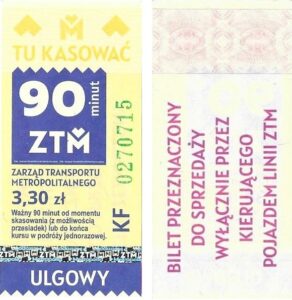 TU KASOWAĆ
90 minut
ZTM
ZARZĄD TRANSPORTU
METROPOLITALNEGO
3,30 zł
Ważny 90 minut od momentu
skasowania (z możliwością
przesiadek) lub do końca
kursu w podróży jednorazowej.
KF 0270715
ULGOWY
BILET PRZEZNACZONY
DO SPRZEDAŻY
WYŁĄCZNIE PRZEZ
KIERUJĄCEGO
POJAZDEM LINII ZTM